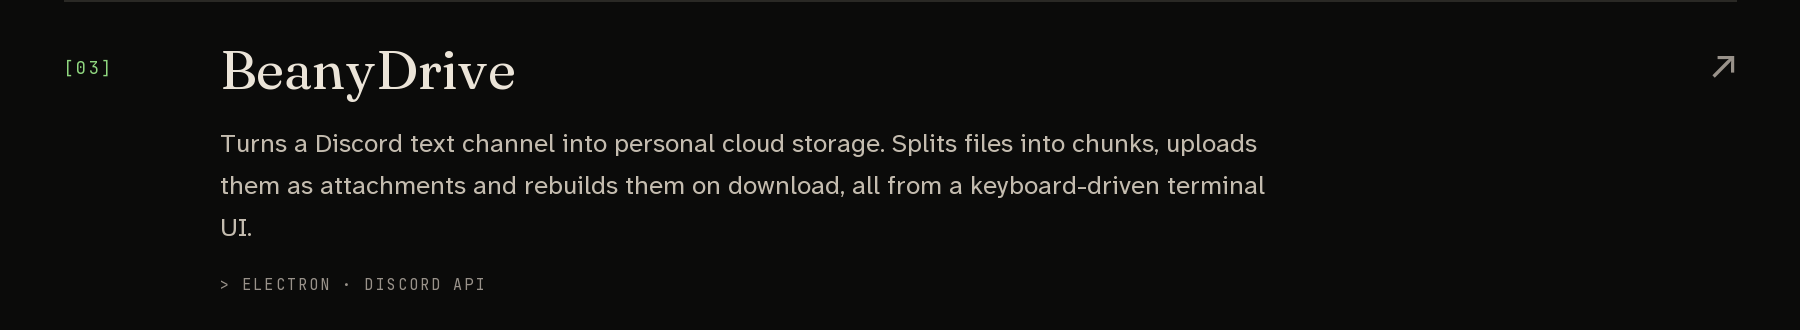 [03]
BeanyDrive
Turns a Discord text channel into personal cloud storage. Splits files into chunks, uploads
them as attachments and rebuilds them on download, all from a keyboard-driven terminal
UI.
> ELECTRON · DISCORD API